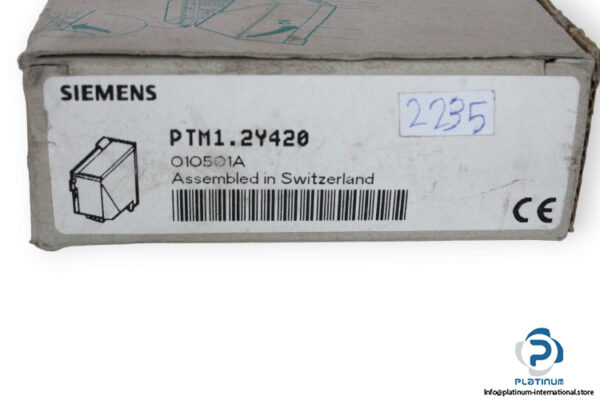 SIEMENS
2235
PTM1.2Y420
010501A
Assembled in Switzerland
CE
PLATINUM
Info@platinum-international.store